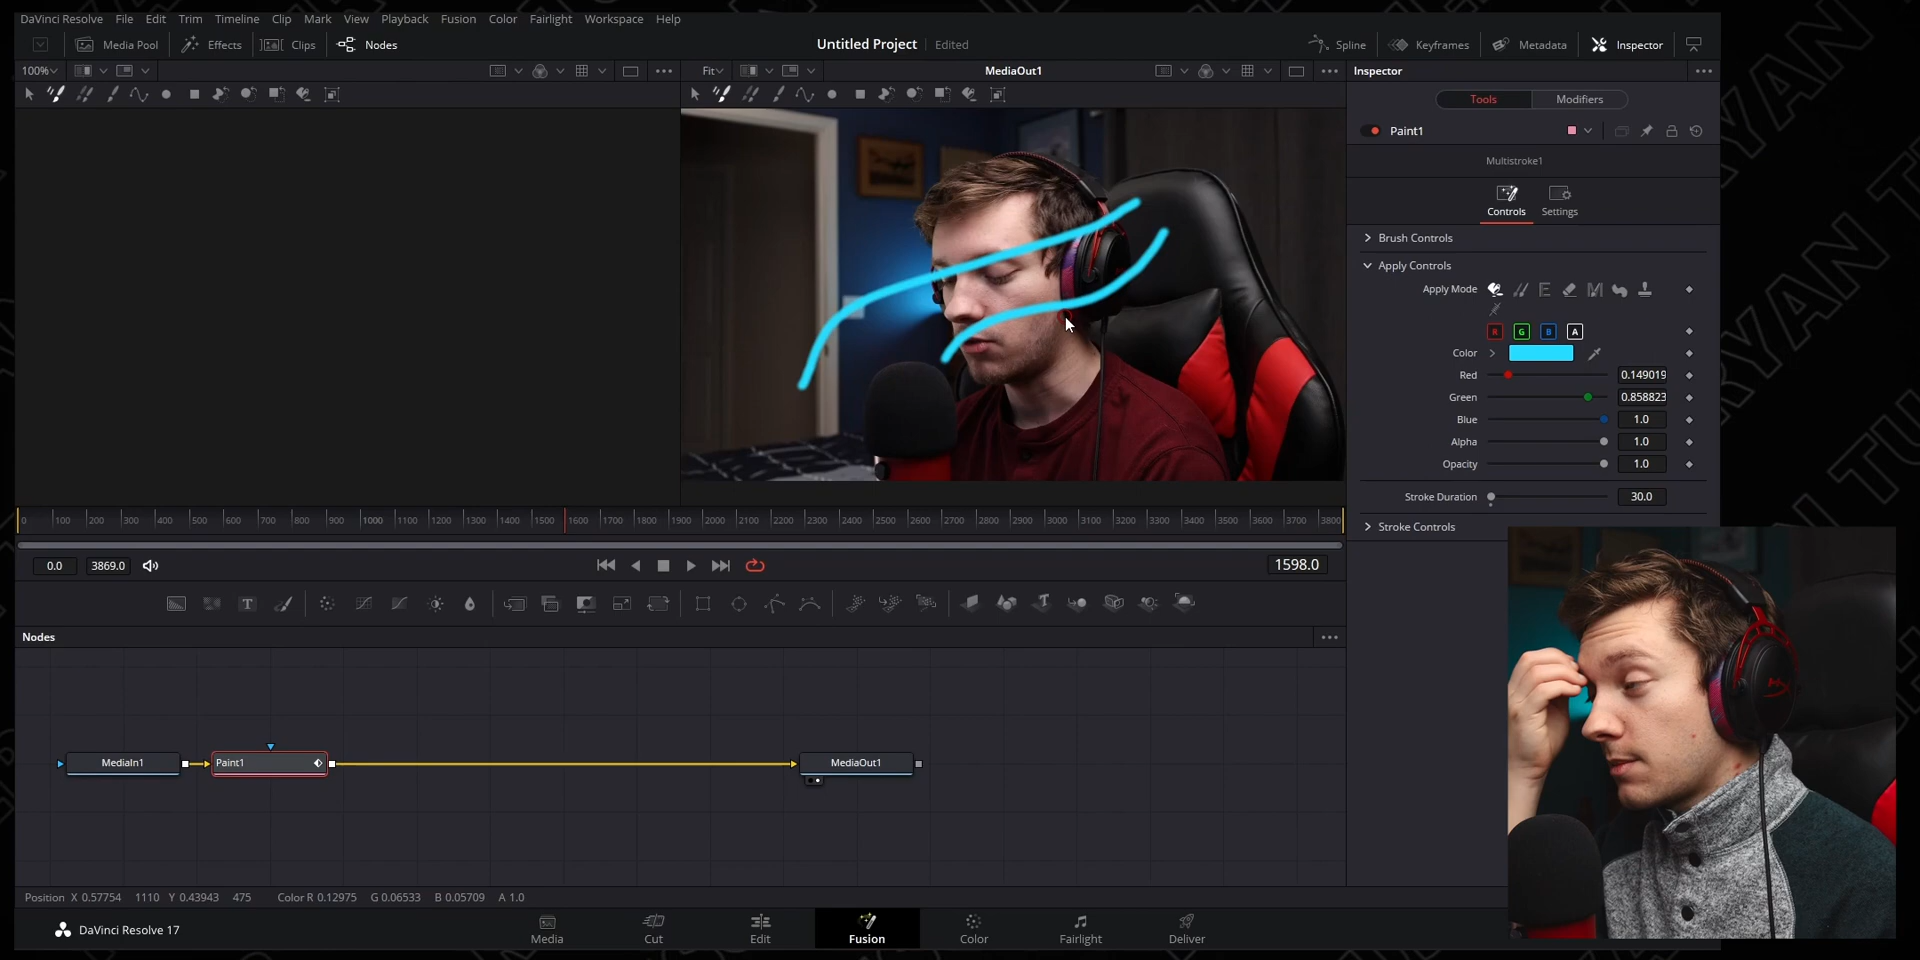 DaVinci Resolve File Edit Trim Timeline Clip Mark View Playback Fusion Color Fairlight Workspace Help
Media Pool Effects Clips Nodes Untitled Project Edited Spline Keyframes Metadata Inspector
100% Fit MediaOut1 Inspector
Tools Modifiers
Paint1
Multistroke1
Controls Settings
Brush Controls
Apply Controls
Apply Mode
R G B A
Color
Red 0.149019
Green 0.858823
Blue 1.0
Alpha 1.0
Opacity 1.0
Stroke Duration 30.0
Stroke Controls
0 100 200 300 400 500 600 700 800 900 1000 1100 1200 1300 1400 1500 1600 1700 1800 1900 2000 2100 2200 2300 2400 2500 2600 2700 2800 2900 3000 3100 3200 3300 3400 3500 3600 3700 3800
0.0 3869.0 1598.0
T T
Nodes
MediaIn1 Paint1 MediaOut1
Position X 0.57754 1110 Y 0.43943 475 Color R 0.12975 G 0.06533 B 0.05709 A 1.0
DaVinci Resolve 17 Media Cut Edit Fusion Color Fairlight Deliver